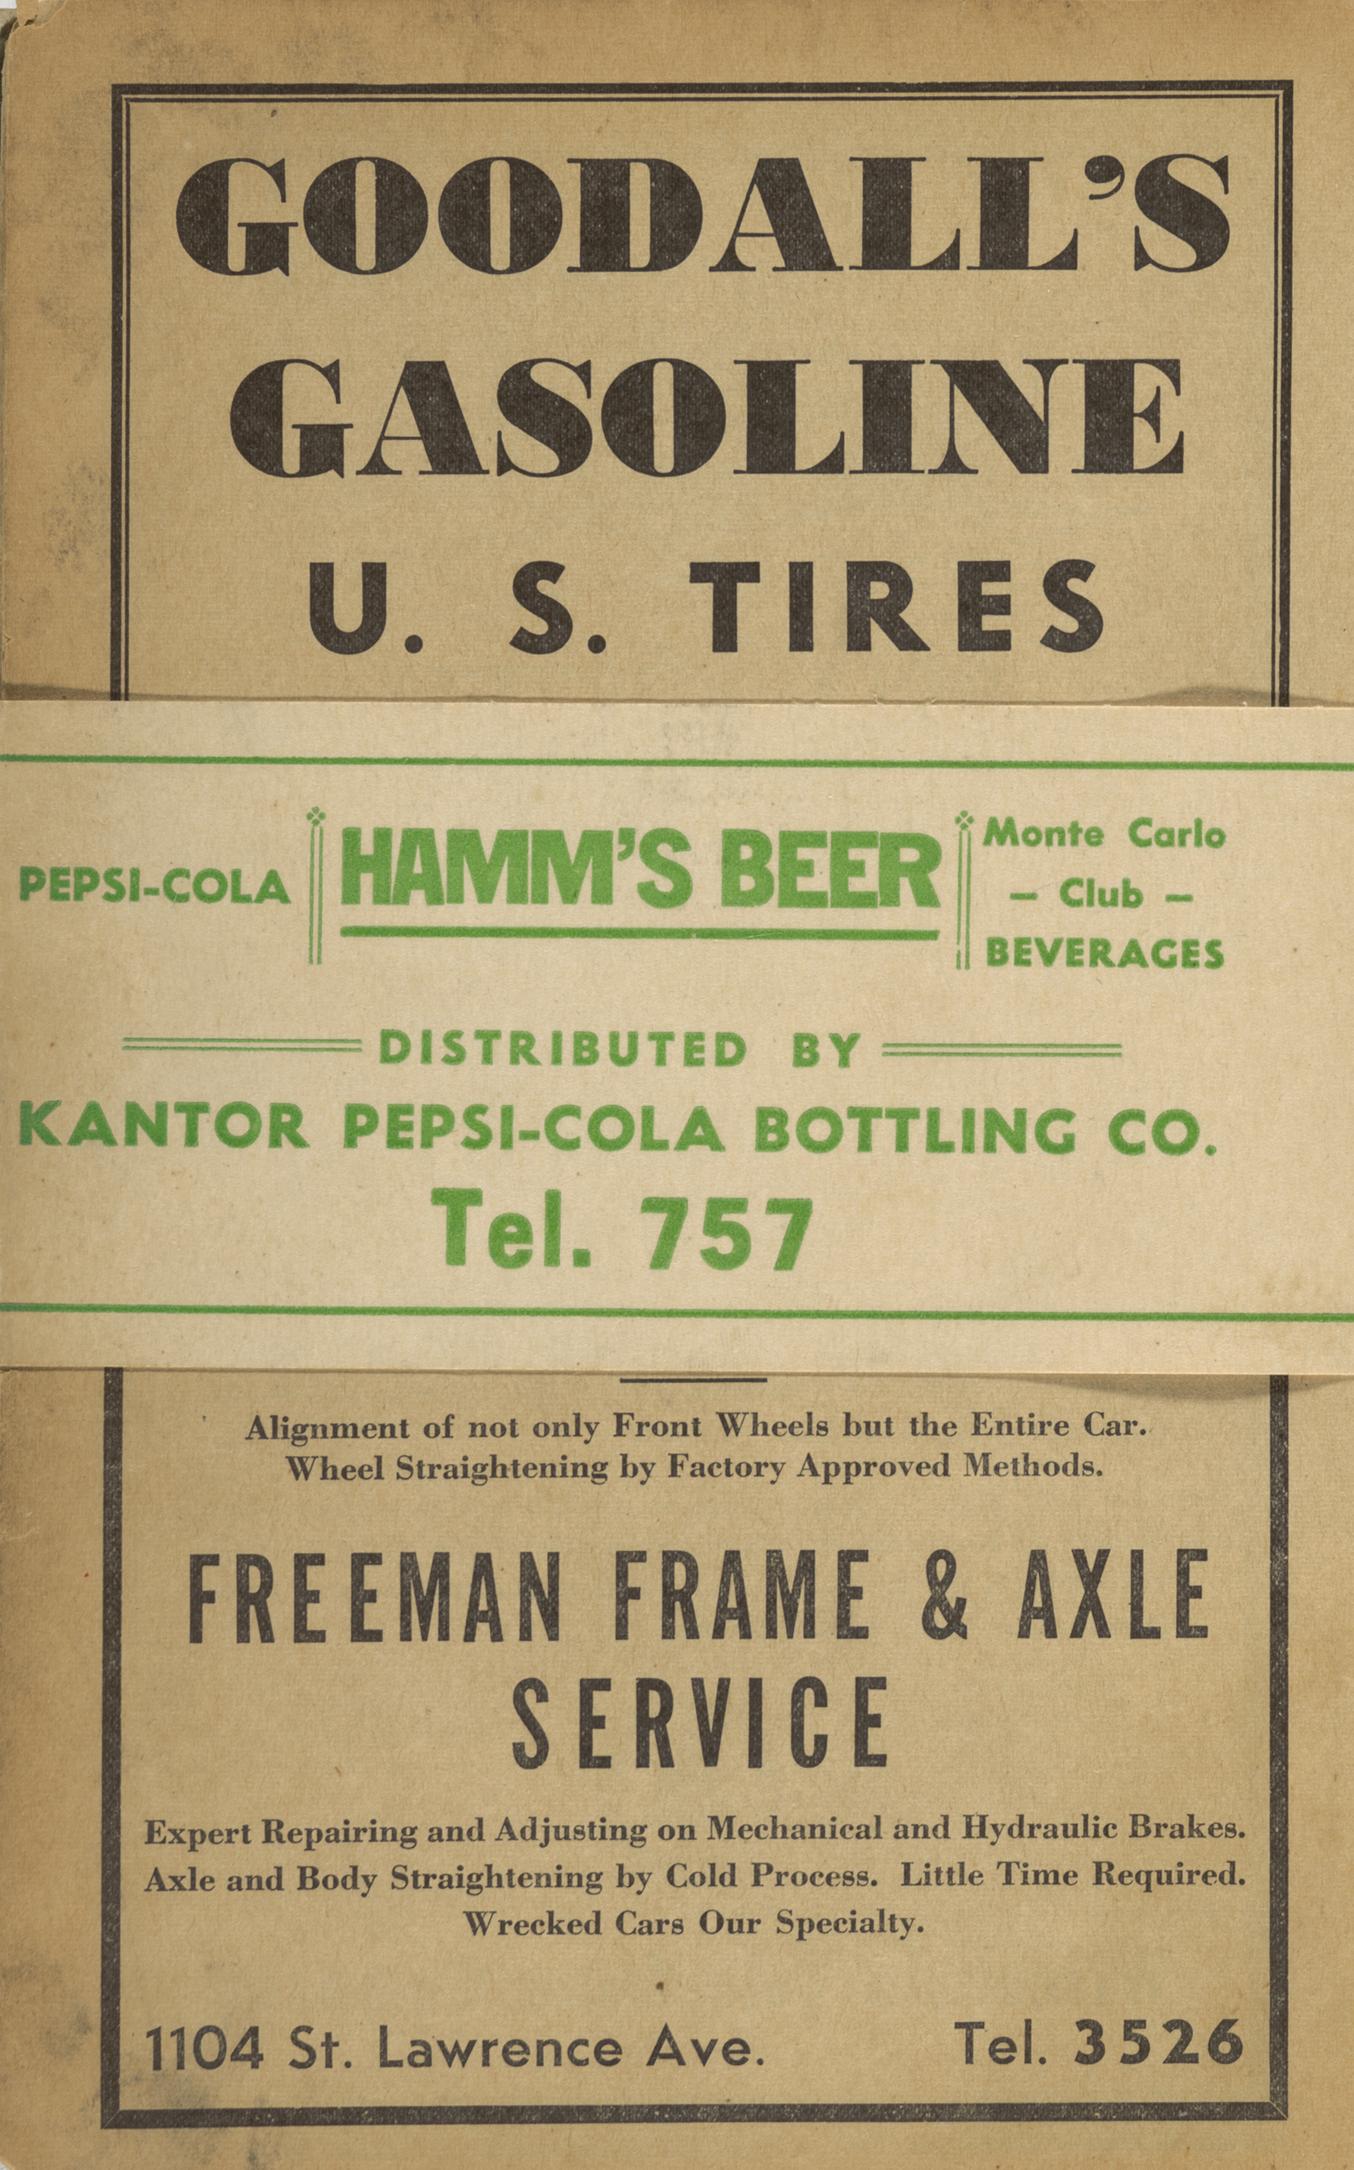 GOODALL'S
GASOLINE
U. S. TIRES
PEPSI-COLA
HAMM'S BEER
Monte Carlo
– Club –
BEVERAGES
DISTRIBUTED BY
KANTOR PEPSI-COLA BOTTLING CO.
Tel. 757
Alignment of not only Front Wheels but the Entire Car.
Wheel Straightening by Factory Approved Methods.
FREEMAN FRAME & AXLE
SERVICE
Expert Repairing and Adjusting on Mechanical and Hydraulic Brakes.
Axle and Body Straightening by Cold Process. Little Time Required.
Wrecked Cars Our Specialty.
1104 St. Lawrence Ave. Tel. 3526